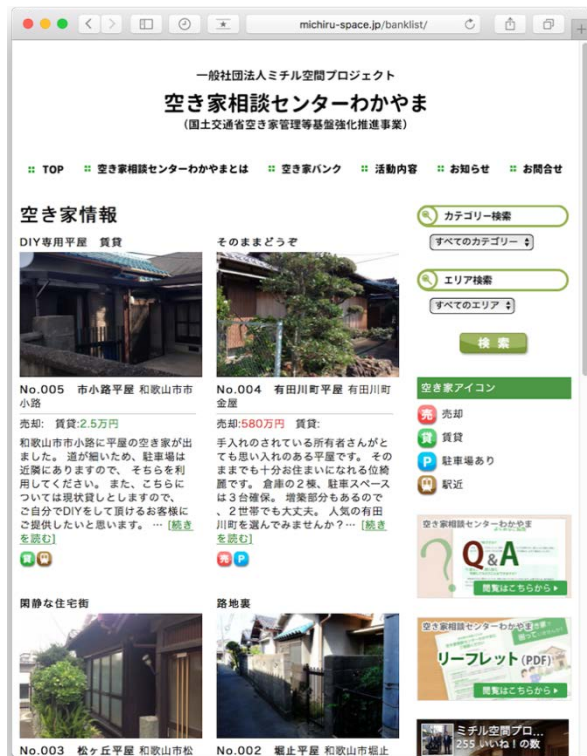 michiru-space.jp/banklist/
一般社団法人ミチル空間プロジェクト
空き家相談センターわかやま
（国土交通省空き家管理等基盤強化推進事業）
TOP 空き家相談センターわかやまとは 空き家バンク 活動内容 お知らせ お問合せ
空き家情報
DIY専用平屋 賃貸
No.005 市小路平屋 和歌山市市
小路
売却: 賃貸:2.5万円
和歌山市市小路に平屋の空き家が出
ました。 道が細いため、駐車場は
近隣にありますので、 そちらを利
用してください。 また、こちらに
ついては現状貸しとしますので、
ご自分でDIYをして頂けるお客様に
ご提供したいと思います。 … [続き
を読む]
賃
そのままどうぞ
No.004 有田川町平屋 有田川町
金屋
売却:580万円 賃貸:
手入れのされている所有者さんがと
ても思い入れのある平屋です。 その
ままでも十分お住まいになれる位綺
麗です。 倉庫の２棟、駐車スペース
は３台確保。 増築部分もあるので
、２世帯でも大丈夫。 人気の有田
川町を選んでみませんか？… [続き
を読む]
売 P
閑静な住宅街
No.003 松ヶ丘平屋 和歌山市松
路地裏
No.002 堀止平屋 和歌山市堀止
カテゴリー検索
すべてのカテゴリー
エリア検索
すべてのエリア
検 索
空き家アイコン
売 売却
賃 賃貸
P 駐車場あり
駅近
空き家相談センターわかやま
Q&A
閲覧はこちらから
空き家相談センターわかやま
リーフレット(PDF)
閲覧はこちらから
ミチル空間プロ...
255 いいね！の数